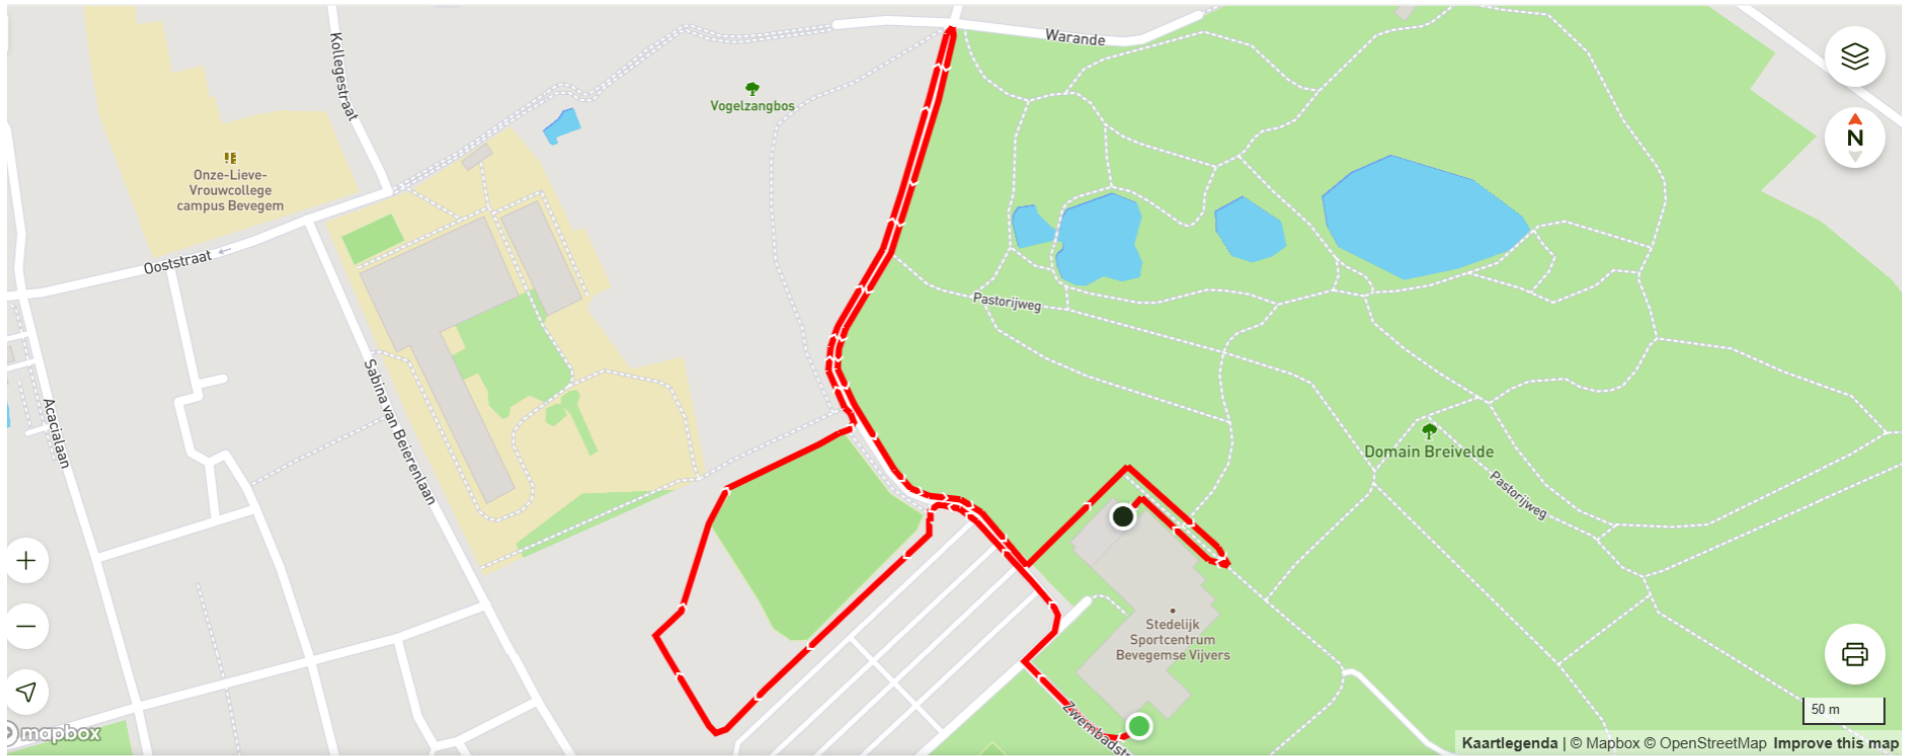 Warande
Kollegestraat
Vogelzangbos
N
Onze-Lieve-
Vrouwcollege
campus Bevegem
Ooststraat ←
Pastorijweg
Sabina van Beierenlaan
Acacialaan
Domain Breivelde
Pastorijweg
Stedelijk
Sportcentrum
Bevegemse Vijvers
Zwembadstr
50 m
mapbox
Kaartlegenda | © Mapbox © OpenStreetMap Improve this map